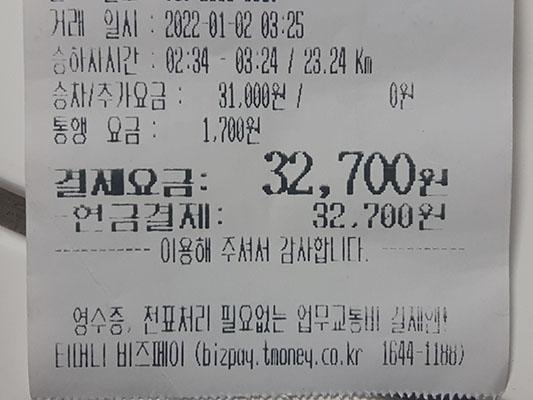 거래 일시 : 2022-01-02 03:25
승하차시간 : 02:34 - 03:24 / 23.24 Km
승차/추가요금 : 31,000원 / 0원
통행 요금 : 1,700원
결제요금: 32,700원
현금결제: 32,700원
---------- 이용해 주셔서 감사합니다. ----------
영수증, 전표처리 필요없는 업무교통비 결제앱!
티머니 비즈페이 (bizpay.tmoney.co.kr 1644-1188)